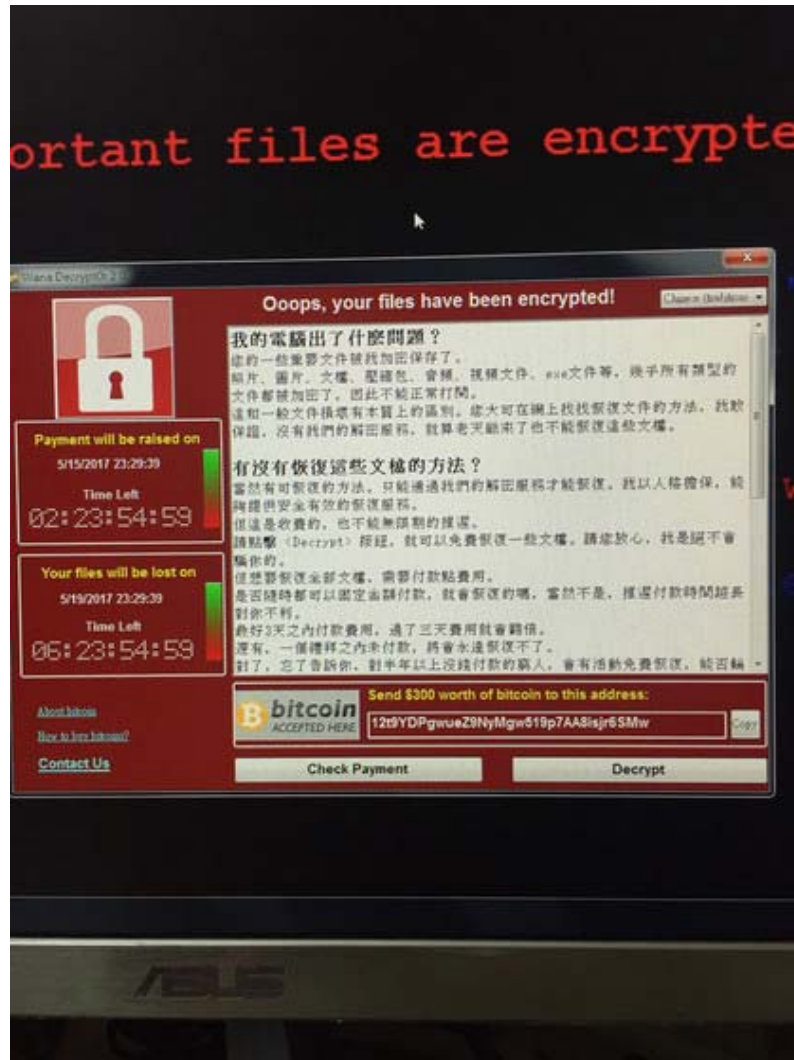 ortant files are encrypte
Wana Decrypt0r 2.0
Ooops, your files have been encrypted!
Payment will be raised on
5/15/2017 23:29:39
Time Left
02:23:54:59
Your files will be lost on
5/19/2017 23:29:39
Time Left
06:23:54:59
About bitcoin
How to buy bitcoins?
Contact Us
我的電腦出了什麼問題？
您的一些重要文件被我加密保存了。
照片、圖片、文檔、壓縮包、音頻、視頻文件、exe文件等，幾乎所有類型的
文件都被加密了，因此不能正常打開。
這和一般文件損壞有本質上的區別。您大可在網上找找恢復文件的方法，我敢
保證，沒有我們的解密服務，就算老天爺來了也不能恢復這些文檔。
有沒有恢復這些文檔的方法？
當然有可恢復的方法。只能通過我們的解密服務才能恢復。我以人格擔保，能
夠提供安全有效的恢復服務。
但這是收費的，也不能無限期的推遲。
請點擊 <Decrypt> 按鈕，就可以免費恢復一些文檔。請您放心，我是絕不會
騙你的。
但想要恢復全部文檔，需要付款點費用。
是否隨時都可以固定金額付款，就會恢復的嗎，當然不是，推遲付款時間越長
對你不利。
最好3天之內付款費用，過了三天費用就會翻倍。
還有，一個禮拜之內未付款，將會永遠恢復不了。
對了，忘了告訴你，對半年以上沒錢付款的窮人，會有活動免費恢復，能否輪
bitcoin
ACCEPTED HERE
Send $300 worth of bitcoin to this address:
12t9YDPgwueZ9NyMgw519p7AA8isjr6SMw
Copy
Check Payment
Decrypt
ASUS